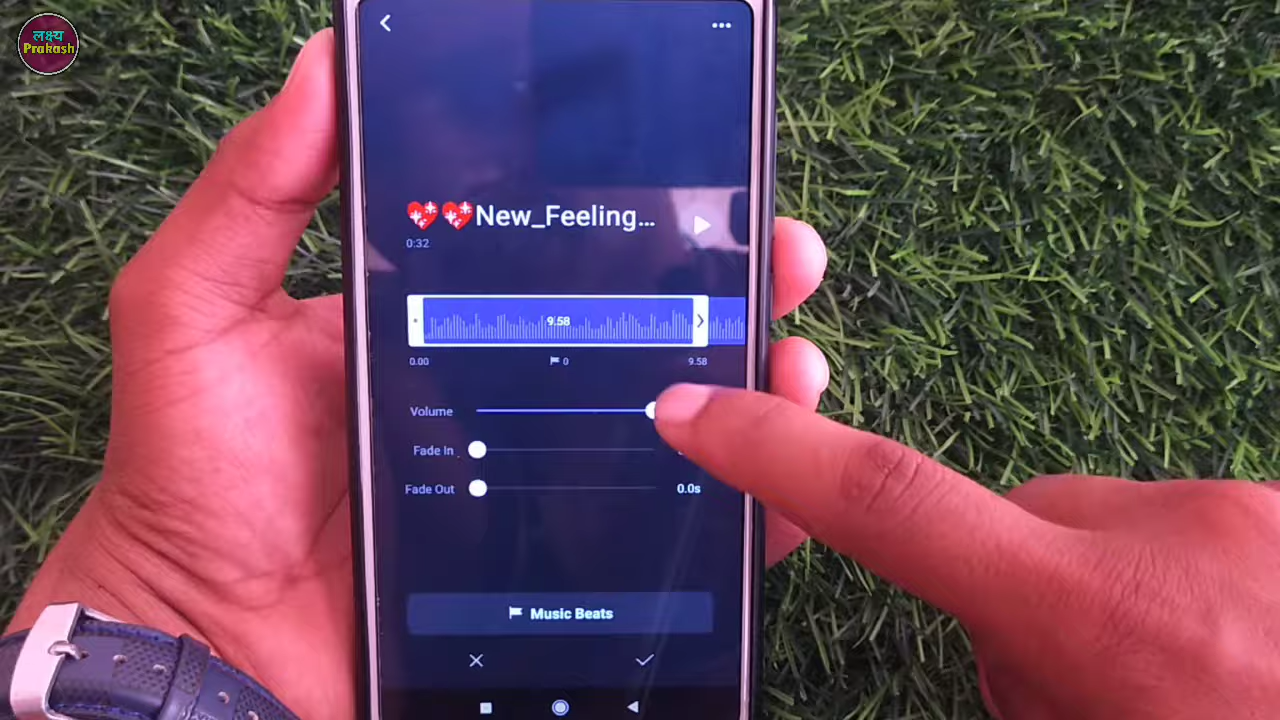 लक्ष्य
Prakash
New_Feeling...
0:32
9.58
0.00
0
9.58
Volume
Fade In
Fade Out
0.0s
Music Beats